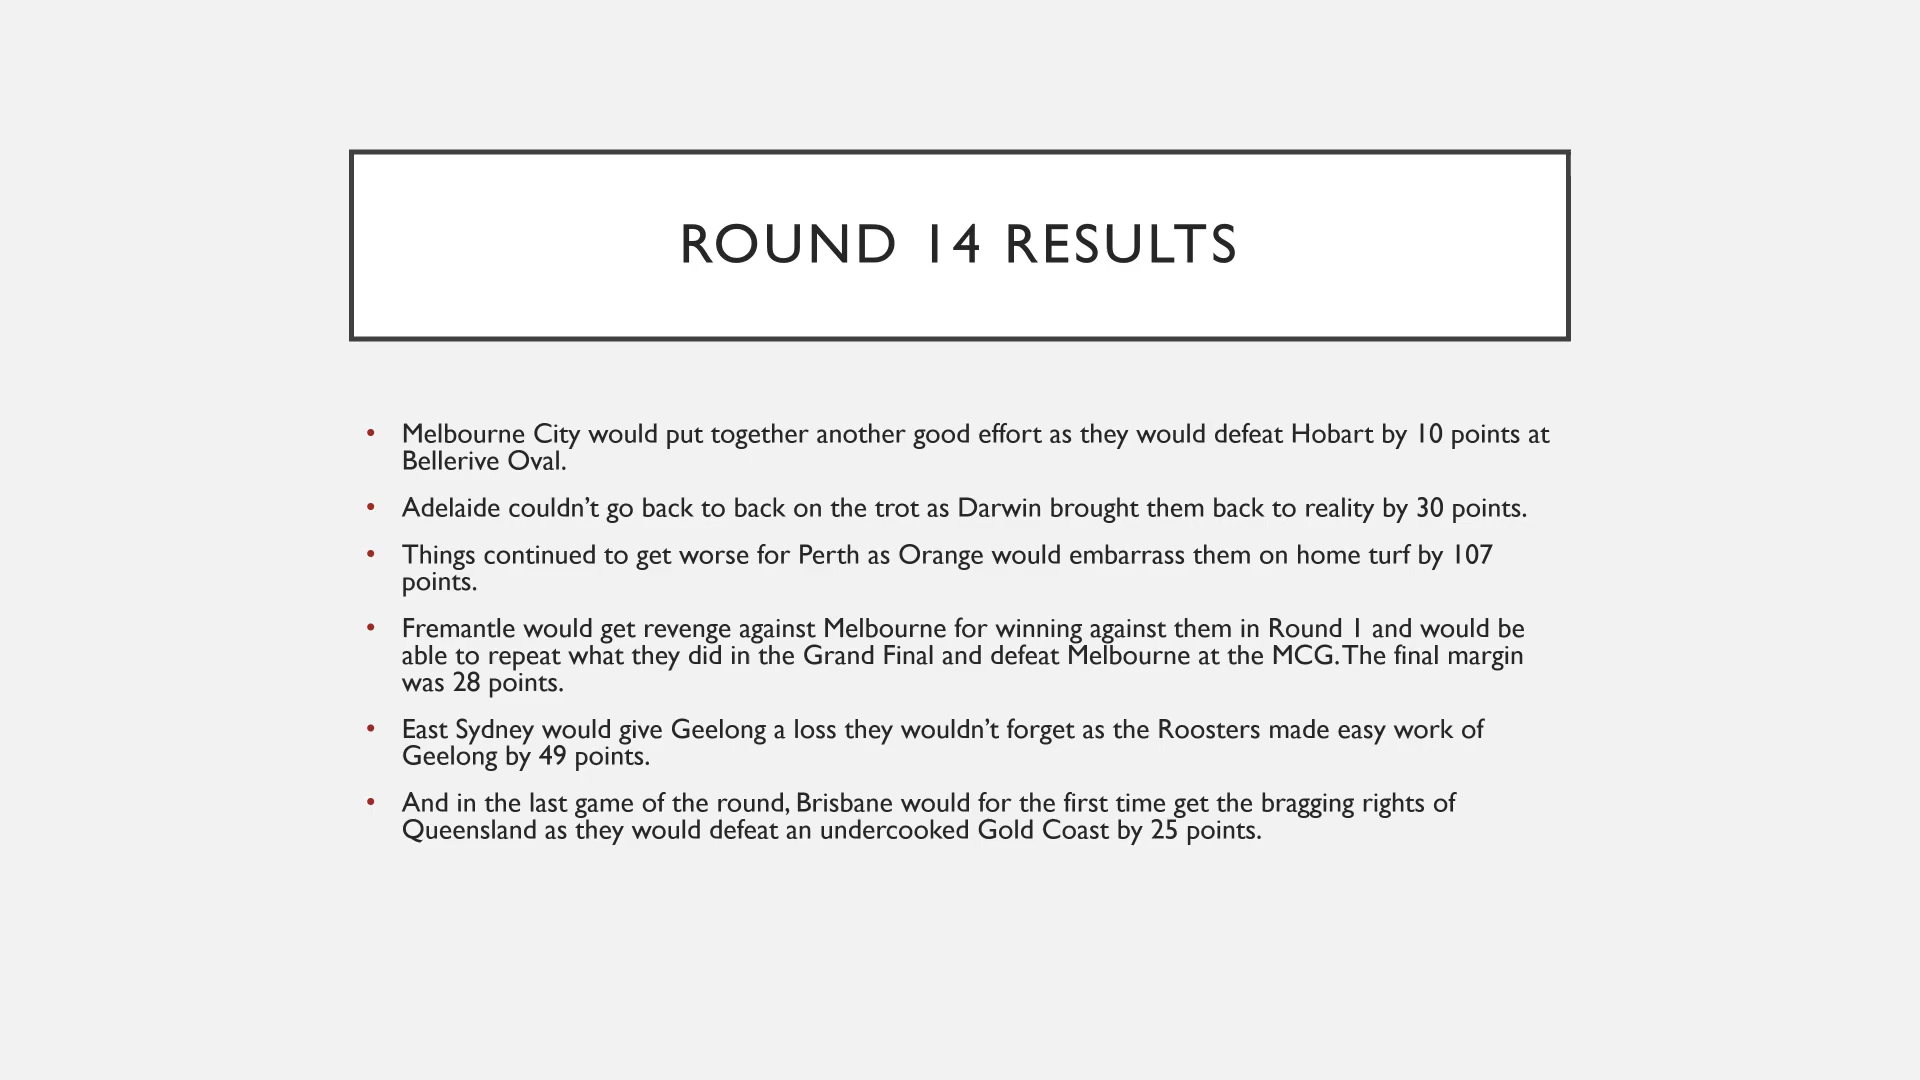 ROUND 14 RESULTS
• Melbourne City would put together another good effort as they would defeat Hobart by 10 points at
Bellerive Oval.
• Adelaide couldn’t go back to back on the trot as Darwin brought them back to reality by 30 points.
• Things continued to get worse for Perth as Orange would embarrass them on home turf by 107
points.
• Fremantle would get revenge against Melbourne for winning against them in Round 1 and would be
able to repeat what they did in the Grand Final and defeat Melbourne at the MCG. The final margin
was 28 points.
• East Sydney would give Geelong a loss they wouldn’t forget as the Roosters made easy work of
Geelong by 49 points.
• And in the last game of the round, Brisbane would for the first time get the bragging rights of
Queensland as they would defeat an undercooked Gold Coast by 25 points.